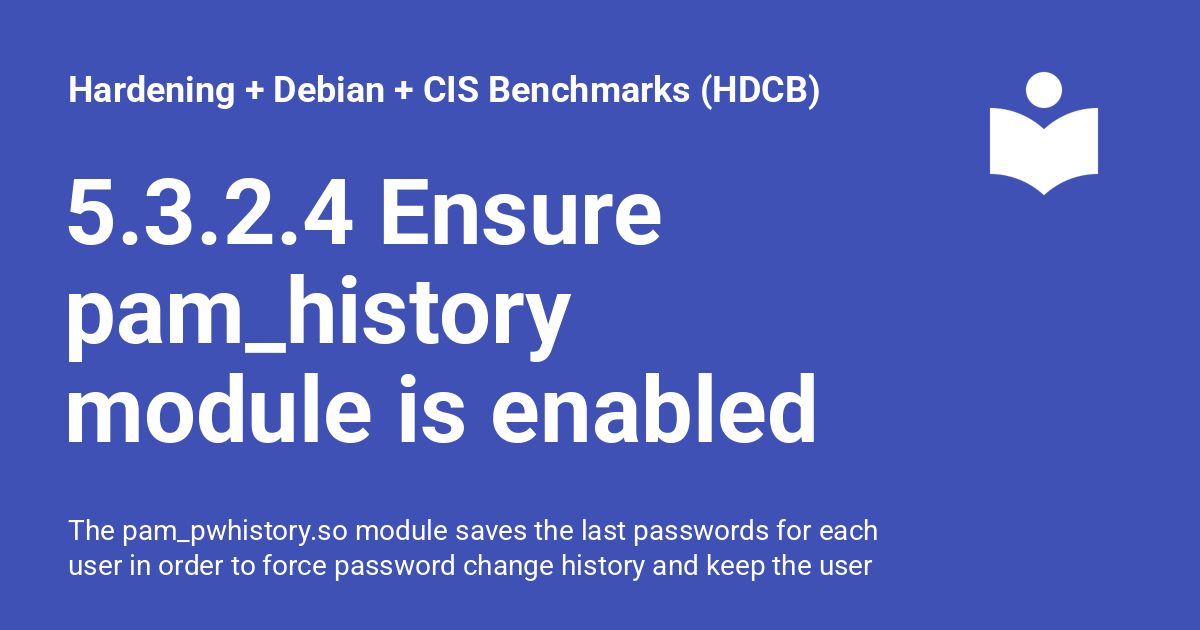 Hardening + Debian + CIS Benchmarks (HDCB)
5.3.2.4 Ensure
pam_history
module is enabled
The pam_pwhistory.so module saves the last passwords for each
user in order to force password change history and keep the user